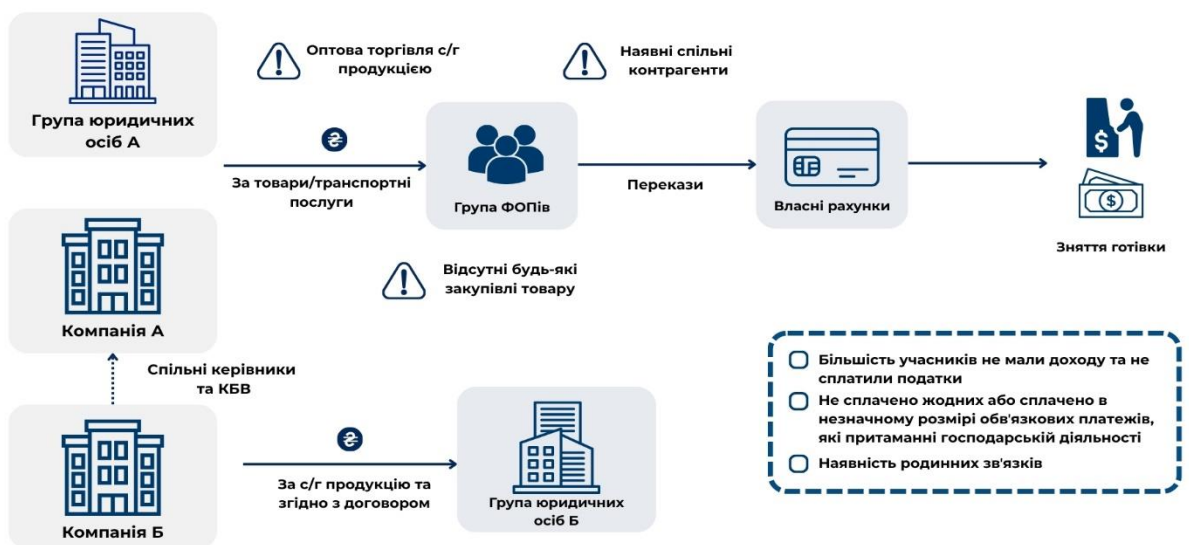 Оптова торгівля с/г
продукцією
Наявні спільні
контрагенти
Група юридичних
осіб А
₴
За товари/транспортні
послуги
Група ФОПів
Перекази
Власні рахунки
$
$
Зняття готівки
Відсутні будь-які
закупівлі товару
Компанія А
Спільні керівники
та КБВ
Компанія Б
₴
За с/г продукцію та
згідно з договором
Група юридичних
осіб Б
Більшість учасників не мали доходу та не
сплатили податки
Не сплачено жодних або сплачено в
незначному розмірі обв'язкових платежів,
які притаманні господарській діяльності
Наявність родинних зв'язків